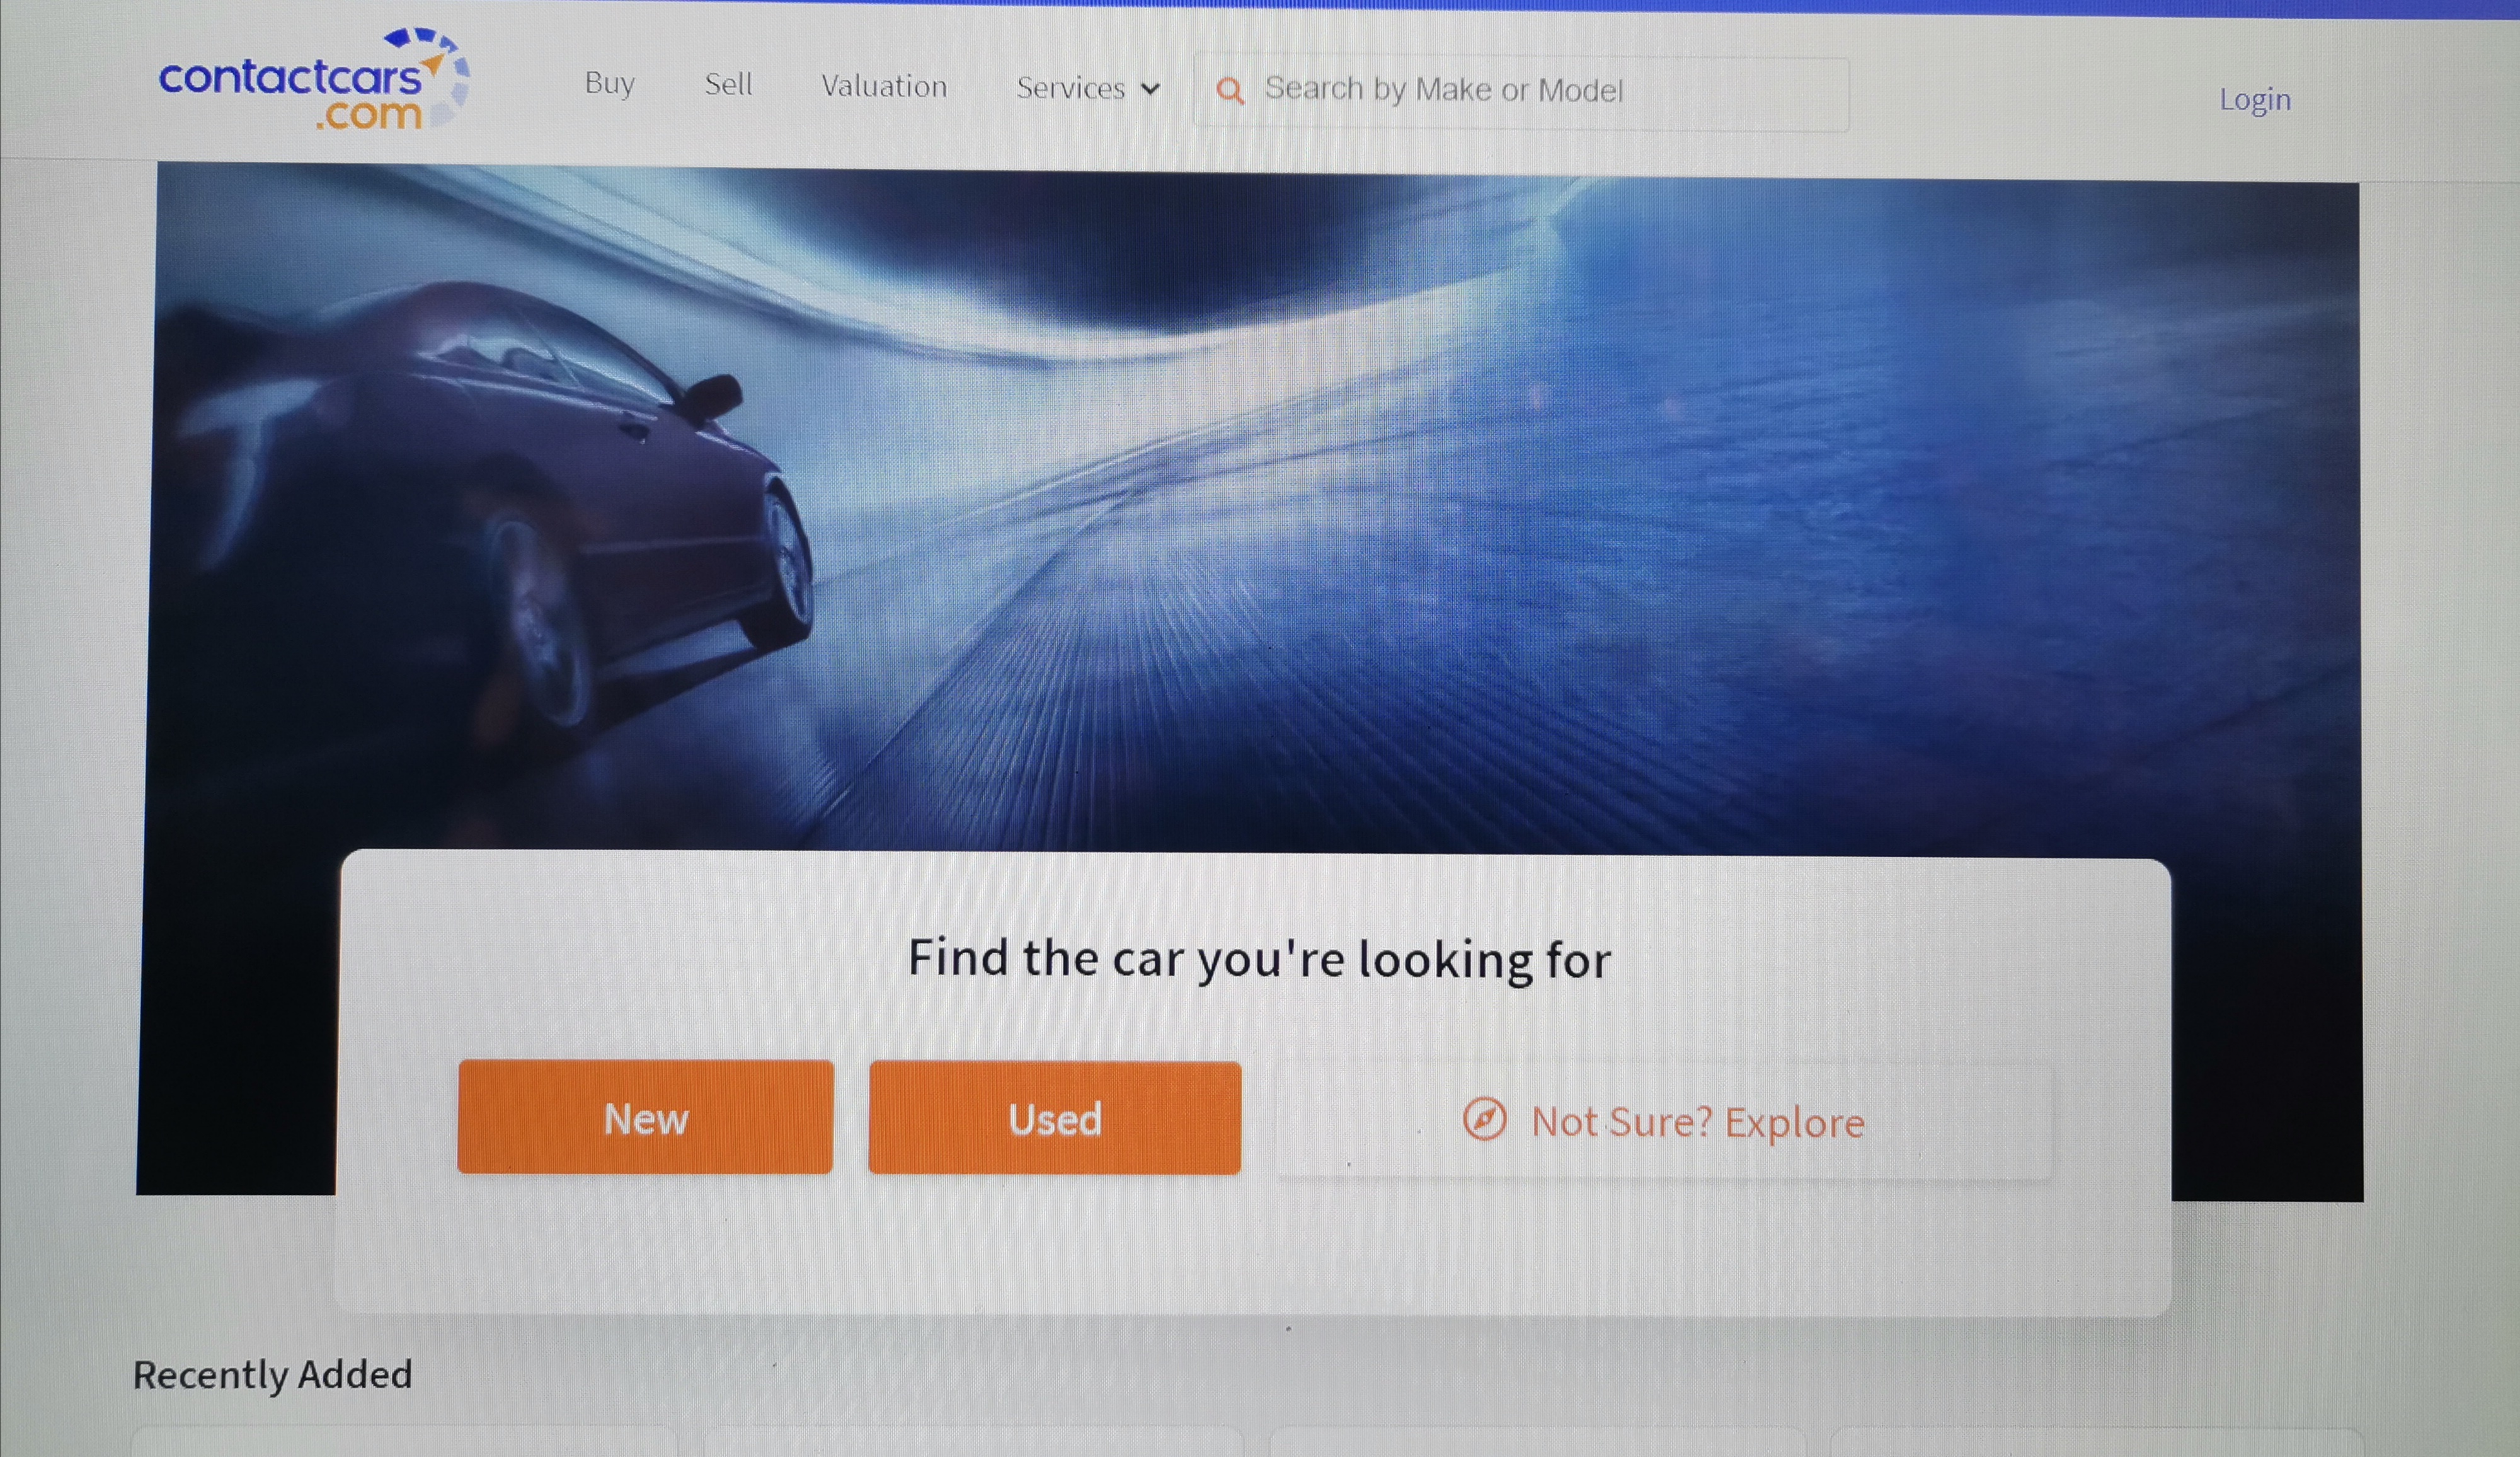 contactcars
.com
Buy
Sell
Valuation
Services
Search by Make or Model
Login
Find the car you're looking for
New
Used
Not Sure? Explore
Recently Added